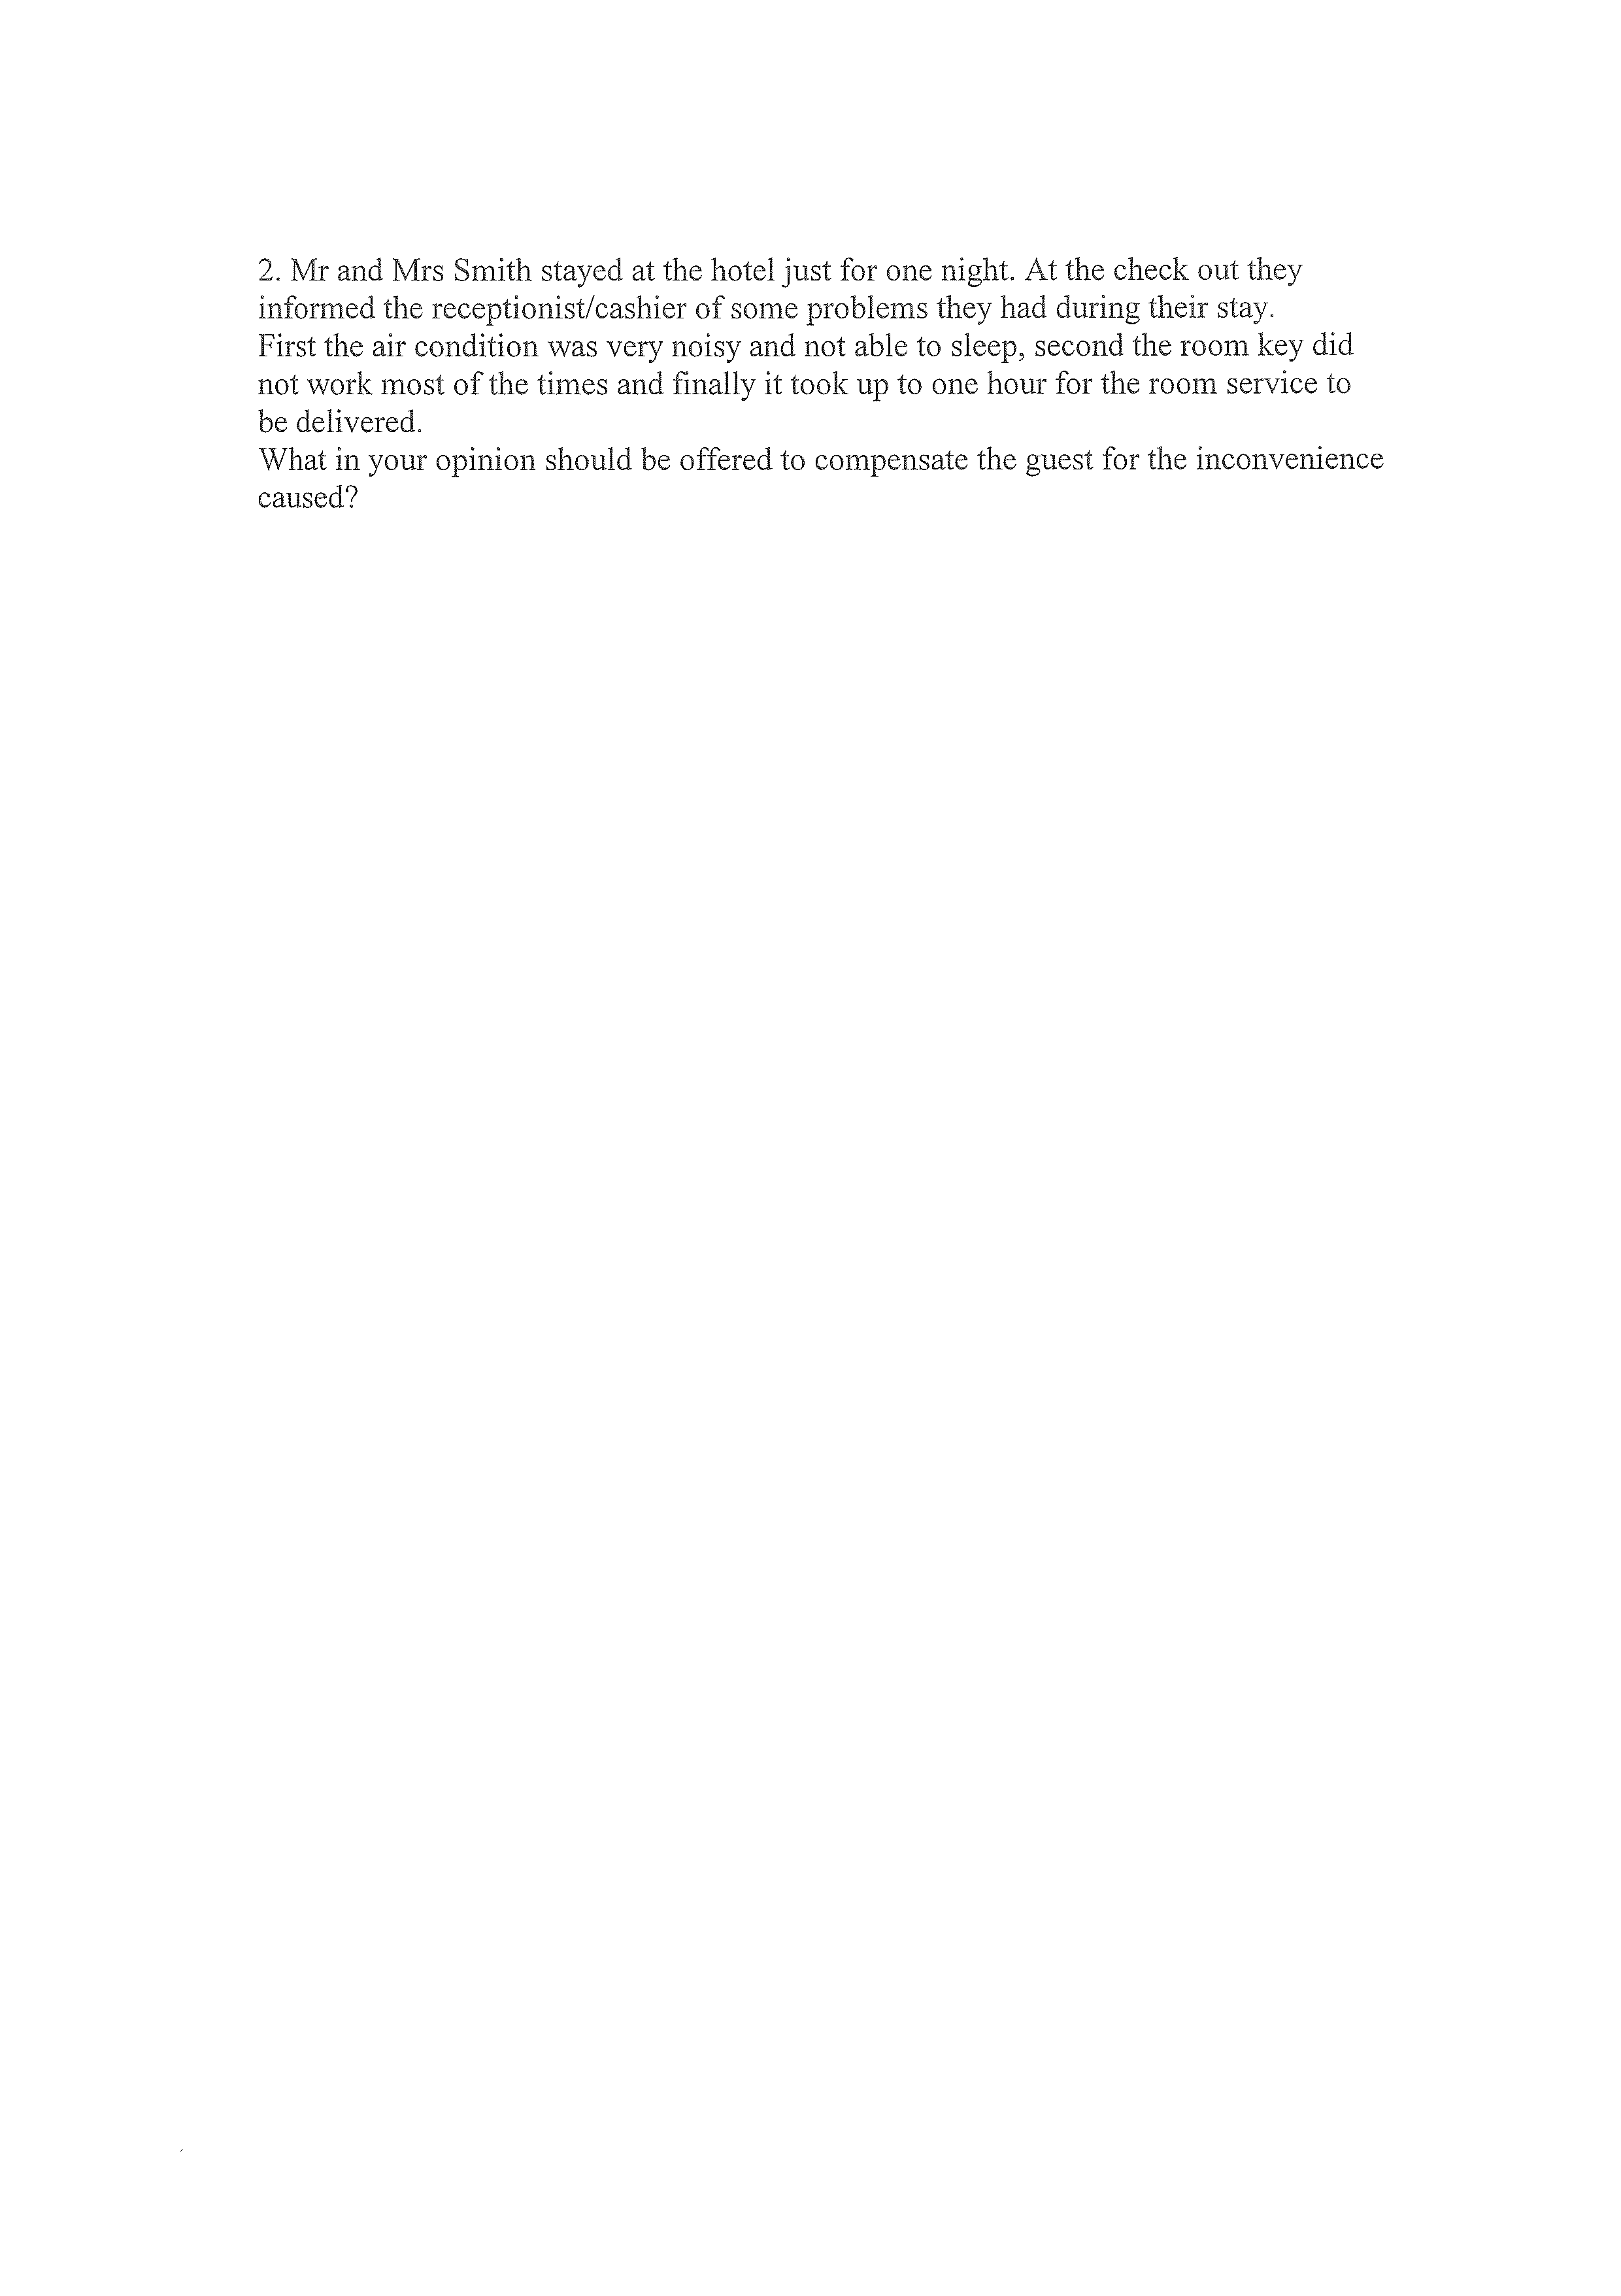 2. Mr and Mrs Smith stayed at the hotel just for one night. At the check out they
informed the receptionist/cashier of some problems they had during their stay.
First the air condition was very noisy and not able to sleep, second the room key did
not work most of the times and finally it took up to one hour for the room service to
be delivered.
What in your opinion should be offered to compensate the guest for the inconvenience
caused?